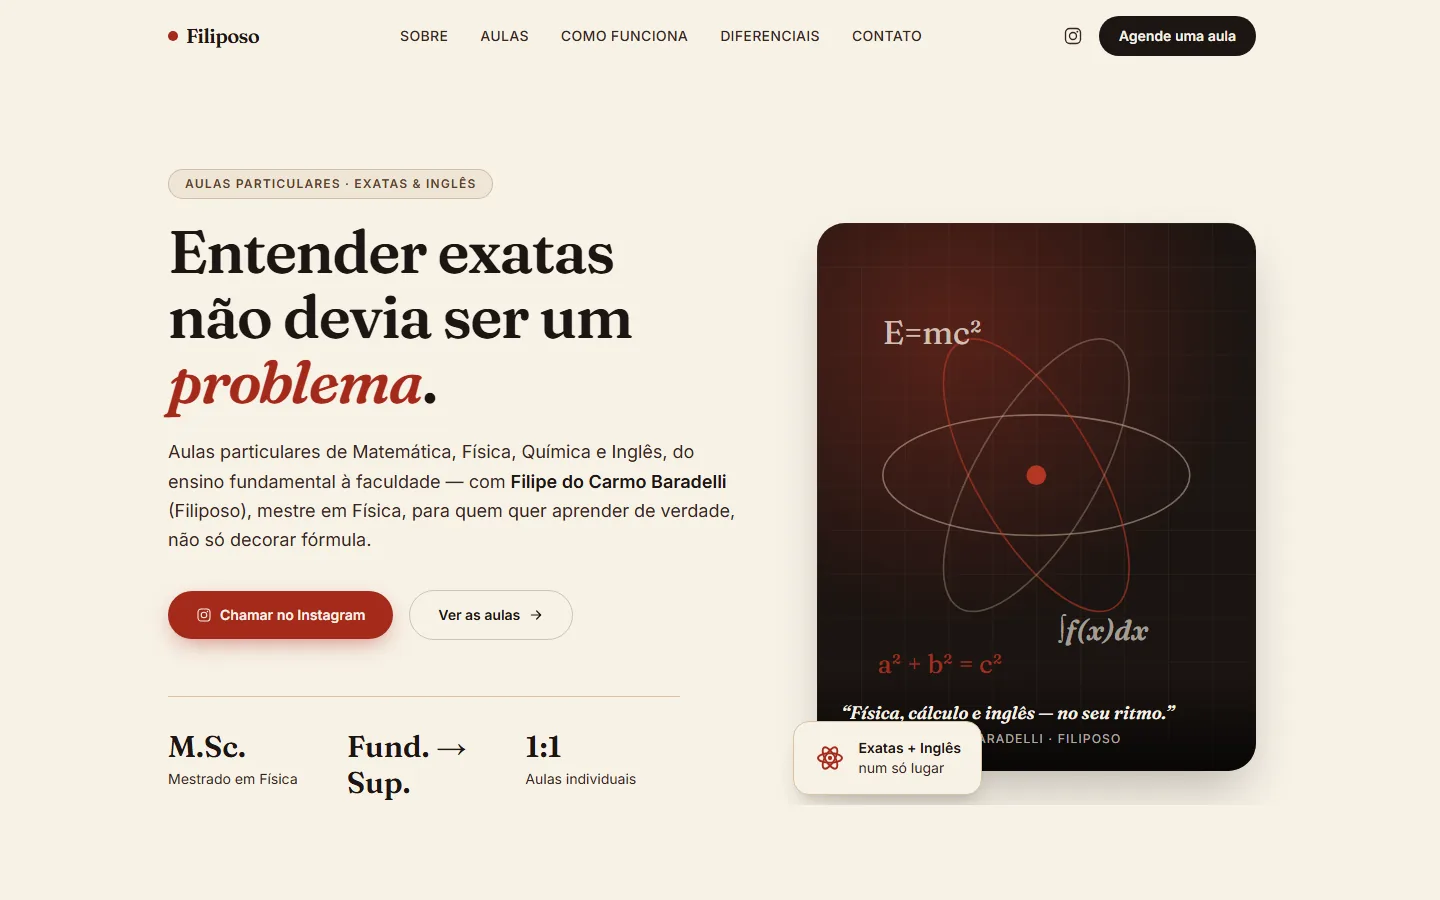 Filiposo
SOBRE
AULAS
COMO FUNCIONA
DIFERENCIAIS
CONTATO
Agende uma aula
AULAS PARTICULARES · EXATAS & INGLÊS
Entender exatas
não devia ser um
problema.
Aulas particulares de Matemática, Física, Química e Inglês, do
ensino fundamental à faculdade — com Filipe do Carmo Baradelli
(Filiposo), mestre em Física, para quem quer aprender de verdade,
não só decorar fórmula.
Chamar no Instagram
Ver as aulas →
M.Sc.
Mestrado em Física
Fund. →
Sup.
1:1
Aulas individuais
E=mc²
∫f(x)dx
a² + b² = c²
“Física, cálculo e inglês — no seu ritmo.”
ARADELLI · FILIPOSO
Exatas + Inglês
num só lugar